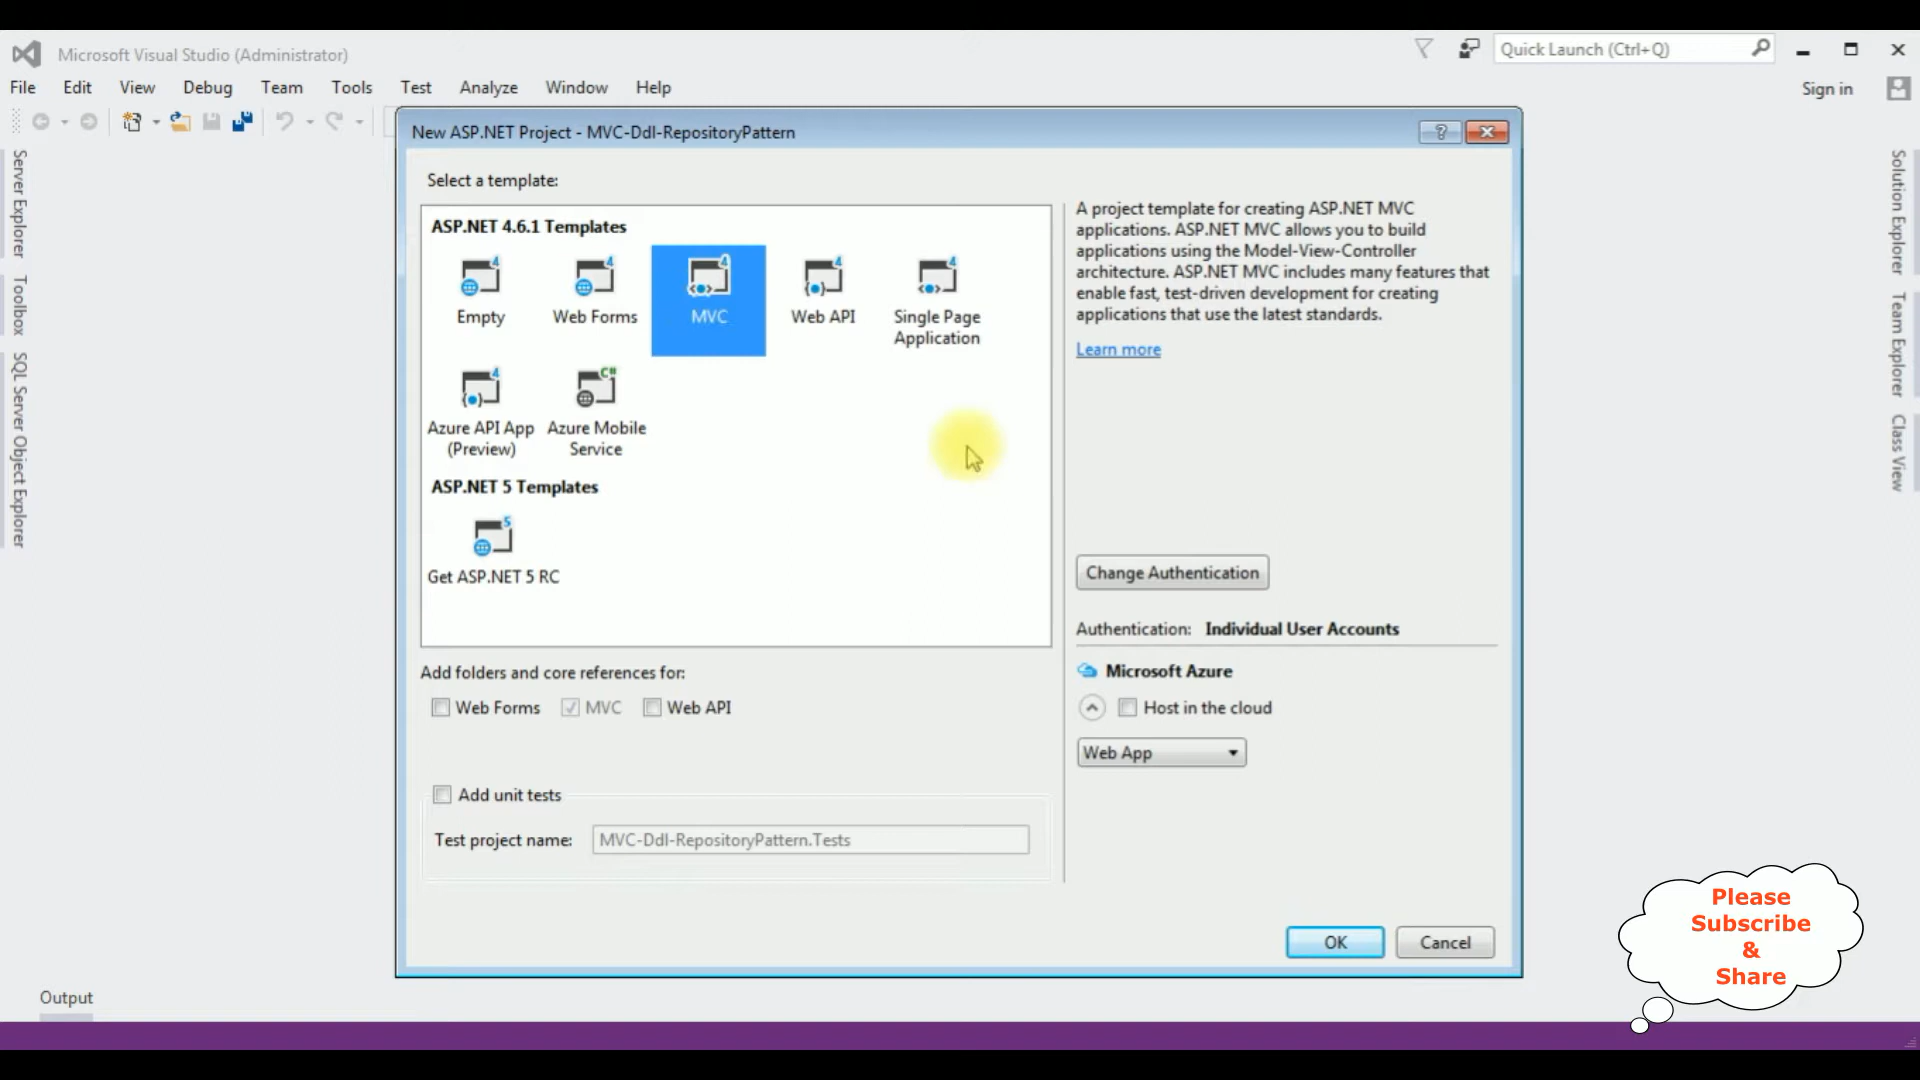 Microsoft Visual Studio (Administrator)
Quick Launch (Ctrl+Q)
File Edit View Debug Team Tools Test Analyze Window Help
Sign in
Server Explorer
Toolbox
SQL Server Object Explorer
New ASP.NET Project - MVC-Ddl-RepositoryPattern
?
Select a template:
ASP.NET 4.6.1 Templates
4 4 4 4 4
Empty Web Forms MVC Web API Single Page
Application
4 C#
Azure API App Azure Mobile
(Preview) Service
ASP.NET 5 Templates
5
Get ASP.NET 5 RC
A project template for creating ASP.NET MVC
applications. ASP.NET MVC allows you to build
applications using the Model-View-Controller
architecture. ASP.NET MVC includes many features that
enable fast, test-driven development for creating
applications that use the latest standards.
Learn more
Change Authentication
Authentication: Individual User Accounts
Microsoft Azure
Host in the cloud
Web App
Add folders and core references for:
Web Forms MVC Web API
Add unit tests
Test project name: MVC-Ddl-RepositoryPattern.Tests
OK Cancel
Solution Explorer
Team Explorer
Class View
Output
Please
Subscribe
&
Share